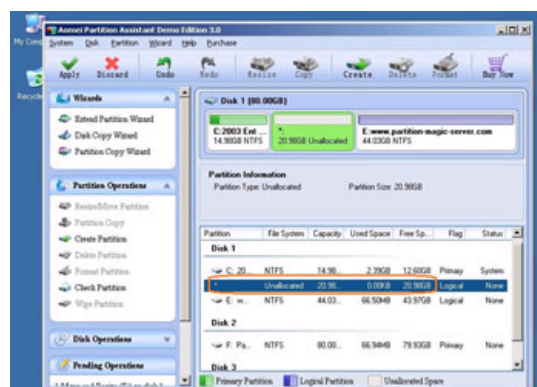 Aomei Partition Assistant Demo Edition 3.0
My Comp
System Disk Partition Wizard Help Purchase
Apply Discard Undo Redo Resize Copy Create Delete Format Buy Now
Recycle
Wizards
Extend Partition Wizard
Disk Copy Wizard
Partition Copy Wizard
Disk 1 (80.00GB)
C:2003 Ent ...
14.98GB NTFS
*:
20.98GB Unallocated
E:www.partition-magic-server.com
44.03GB NTFS
Partition Information
Partition Type: Unallocated Partition Size: 20.98GB
Partition Operations
Resize/Move Partition
Partition Copy
Create Partition
Delete Partition
Format Partition
Check Partition
Wipe Partition
Partition File System Capacity Used Space Free Sp... Flag Status
Disk 1
C: 20... NTFS 14.98... 2.39GB 12.60GB Primary System
* Unallocated 20.98... 0.00KB 20.98GB Logical None
E: w... NTFS 44.03... 66.50MB 43.97GB Logical None
Disk 2
F: Pa... NTFS 80.00... 66.94MB 79.93GB Primary None
Disk 3
Disk Operations
Pending Operations
Primary Partition Logical Partition Unallocated Space